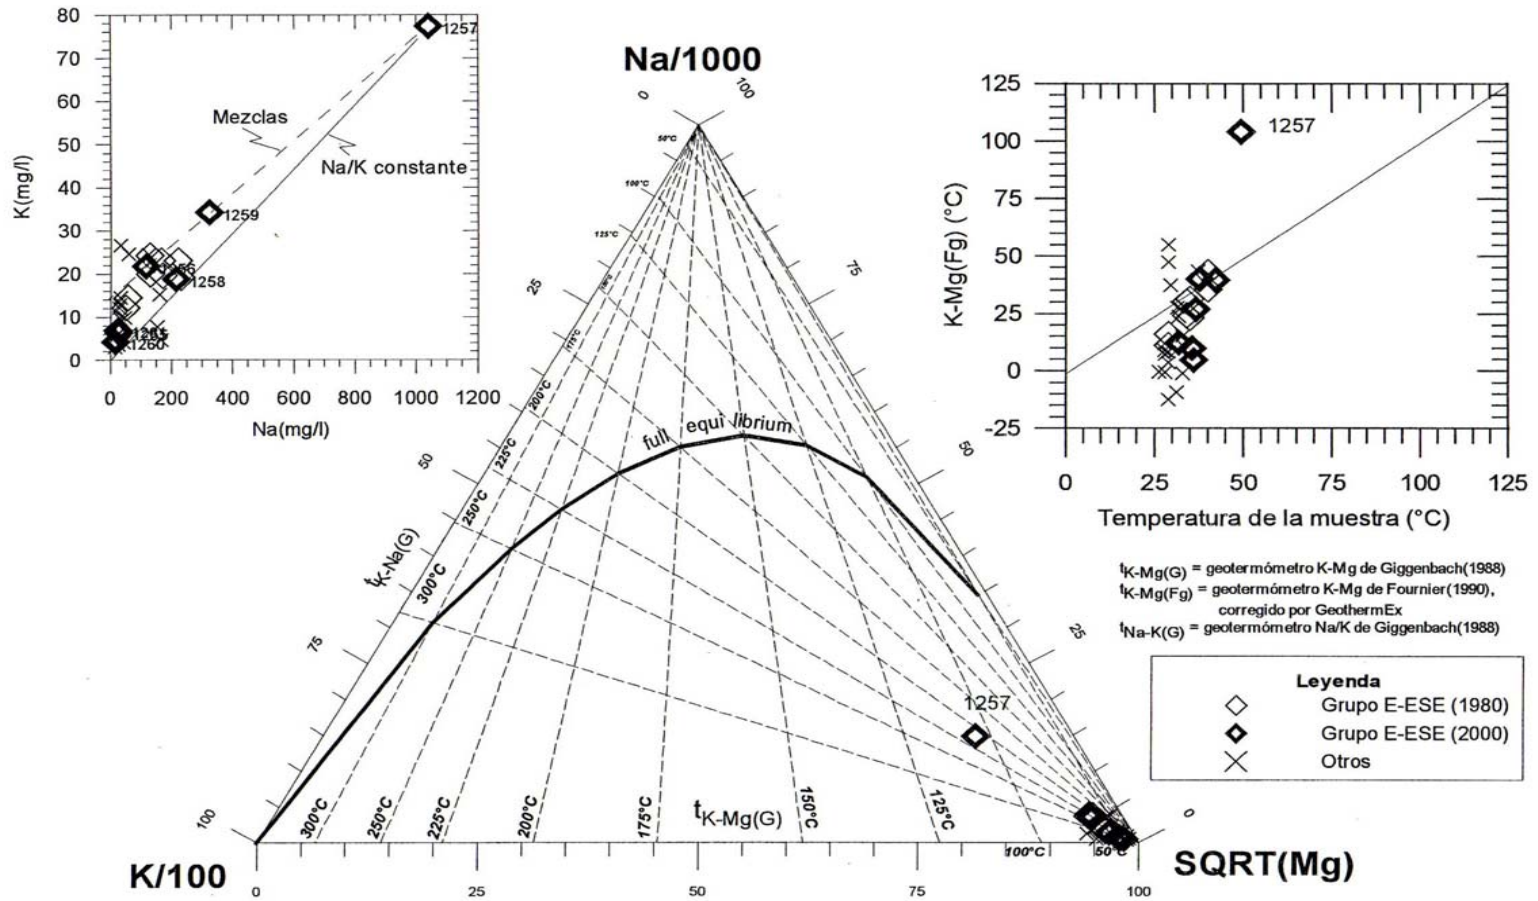 80
70
60
50
40
30
20
10
0
K(mg/l)
0 200 400 600 800 1000 1200
Na(mg/l)
Mezclas
Na/K constante
1257
1259
1258
1260
Na/1000
0
100
25
50
75
100
75
50
25
0
50°C
100°C
125°C
175°C
200°C
225°C
250°C
300°C
tK-Na(G)
full equi librium
1257
300°C 250°C 225°C 200°C 175°C 150°C 125°C 100°C 50°C
tK-Mg(G)
K/100
SQRT(Mg)
0 25 50 75 100
125
100
75
50
25
0
-25
K-Mg(Fg) (°C)
1257
0 25 50 75 100 125
Temperatura de la muestra (°C)
tK-Mg(G) = geotermómetro K-Mg de Giggenbach(1988)
tK-Mg(Fg) = geotermómetro K-Mg de Fournier(1990),
corregido por GeothermEx
tNa-K(G) = geotermómetro Na/K de Giggenbach(1988)
Leyenda
Grupo E-ESE (1980)
Grupo E-ESE (2000)
Otros